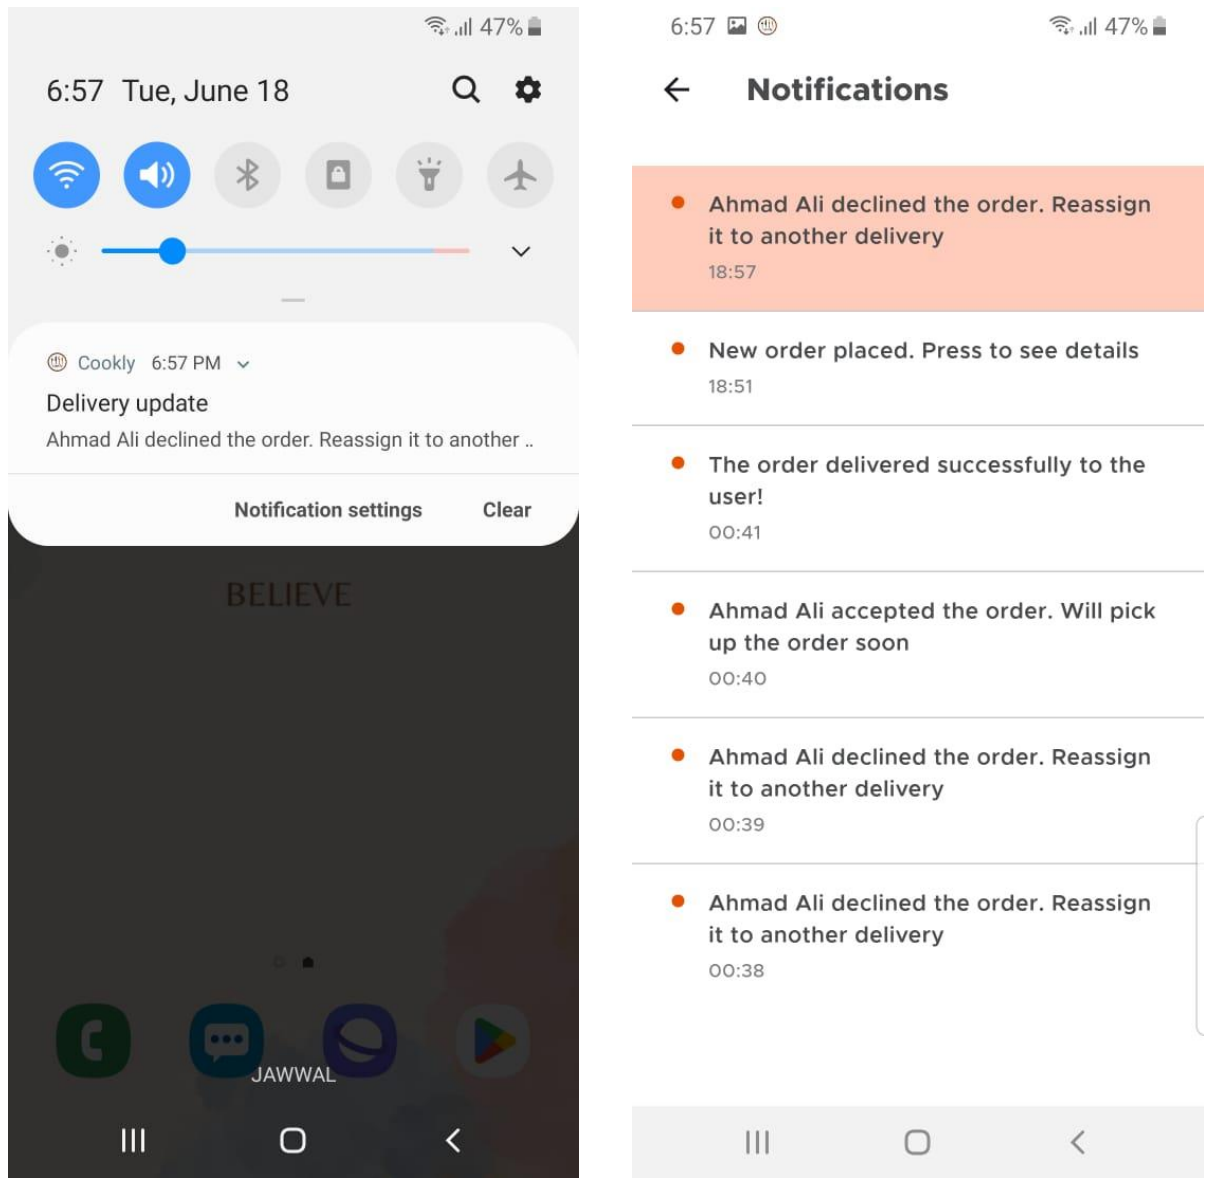 47%
6:57 Tue, June 18
Cookly 6:57 PM
Delivery update
Ahmad Ali declined the order. Reassign it to another ..
Notification settings Clear
BELIEVE
JAWWAL
6:57 47%
Notifications
Ahmad Ali declined the order. Reassign
it to another delivery
18:57
New order placed. Press to see details
18:51
The order delivered successfully to the
user!
00:41
Ahmad Ali accepted the order. Will pick
up the order soon
00:40
Ahmad Ali declined the order. Reassign
it to another delivery
00:39
Ahmad Ali declined the order. Reassign
it to another delivery
00:38